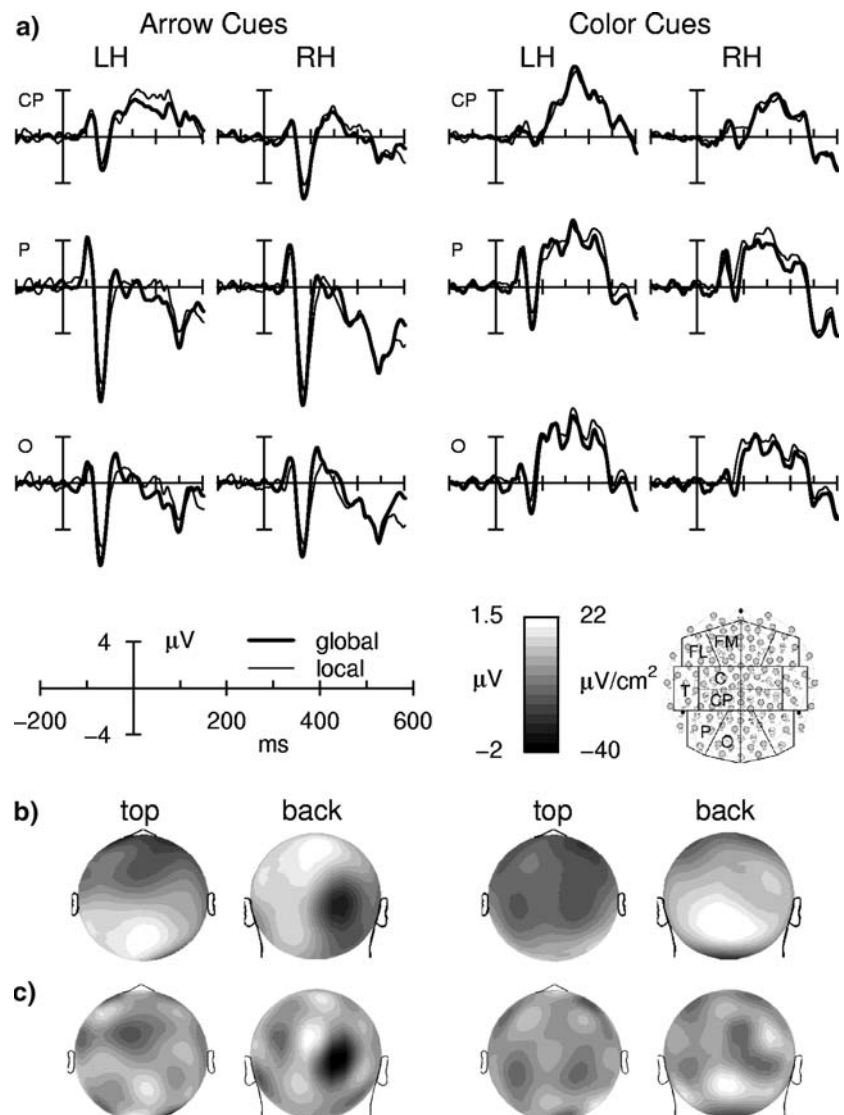 a) Arrow Cues Color Cues
LH RH LH RH
CP CP
P P
O O
4 μV global
local
-200 -4 200 400 600
ms
1.5 22
μV μV/cm²
-2 -40
FL FM
T C
CP
P O
b) top back top back
c)